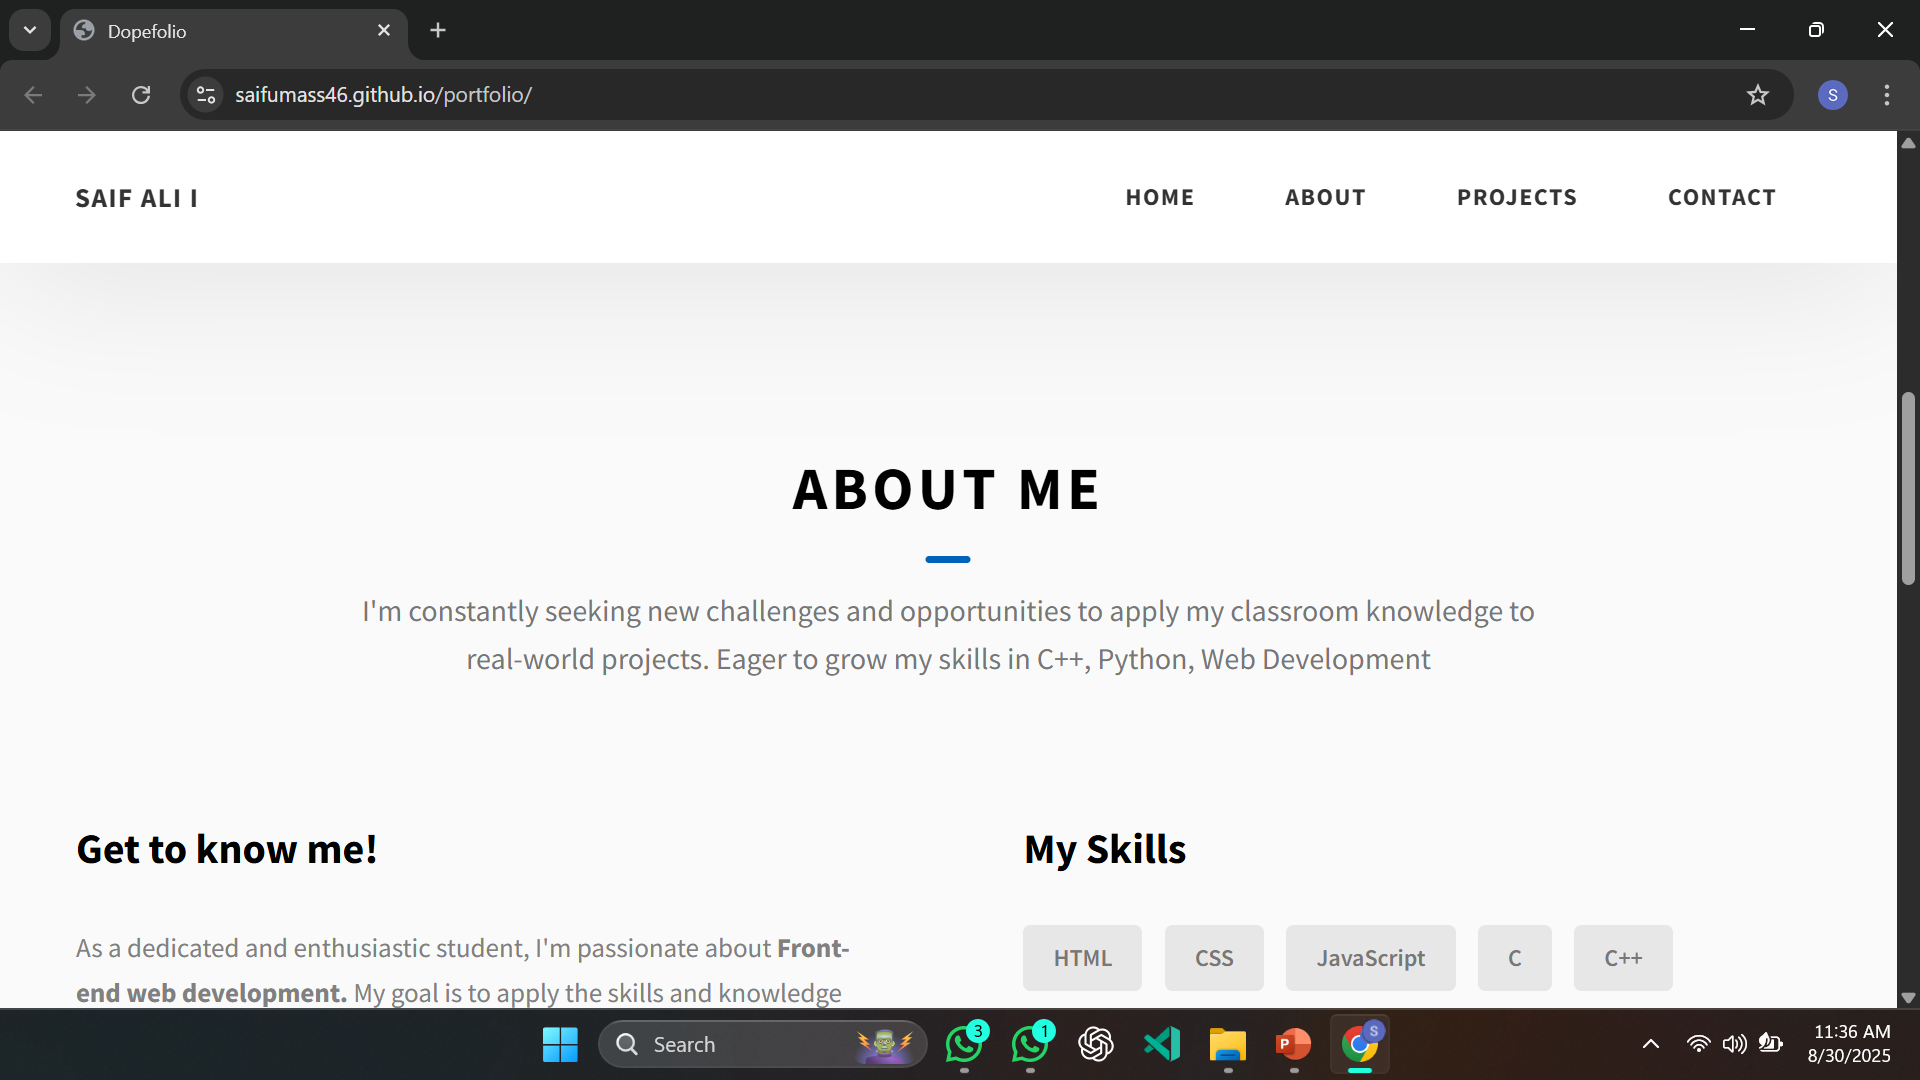 Dopefolio
saifumass46.github.io/portfolio/
S
SAIF ALI I
HOME ABOUT PROJECTS CONTACT
ABOUT ME
I'm constantly seeking new challenges and opportunities to apply my classroom knowledge to
real-world projects. Eager to grow my skills in C++, Python, Web Development
Get to know me!
As a dedicated and enthusiastic student, I'm passionate about Front-
end web development. My goal is to apply the skills and knowledge
My Skills
HTML CSS JavaScript C C++
Search
3
1
P
S
11:36 AM
8/30/2025